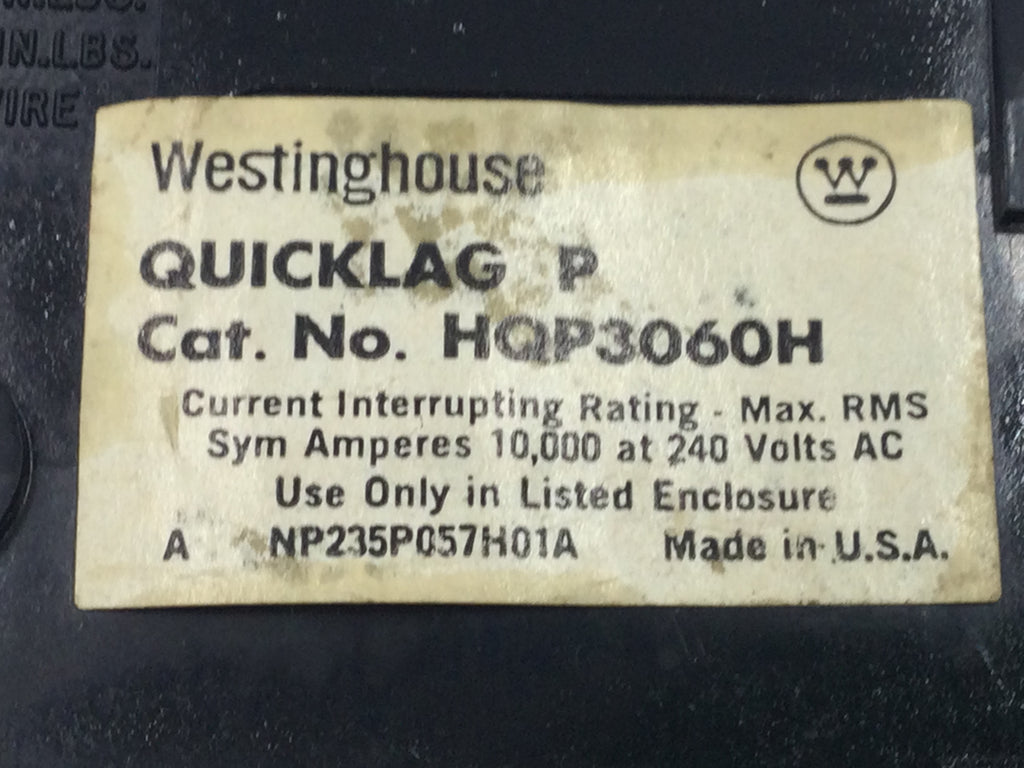 IN.LBS.
WIRE
Westinghouse
W
QUICKLAG P
Cat. No. HQP3060H
Current Interrupting Rating - Max. RMS
Sym Amperes 10,000 at 240 Volts AC
Use Only in Listed Enclosure
A NP235P057H01A Made in U.S.A.